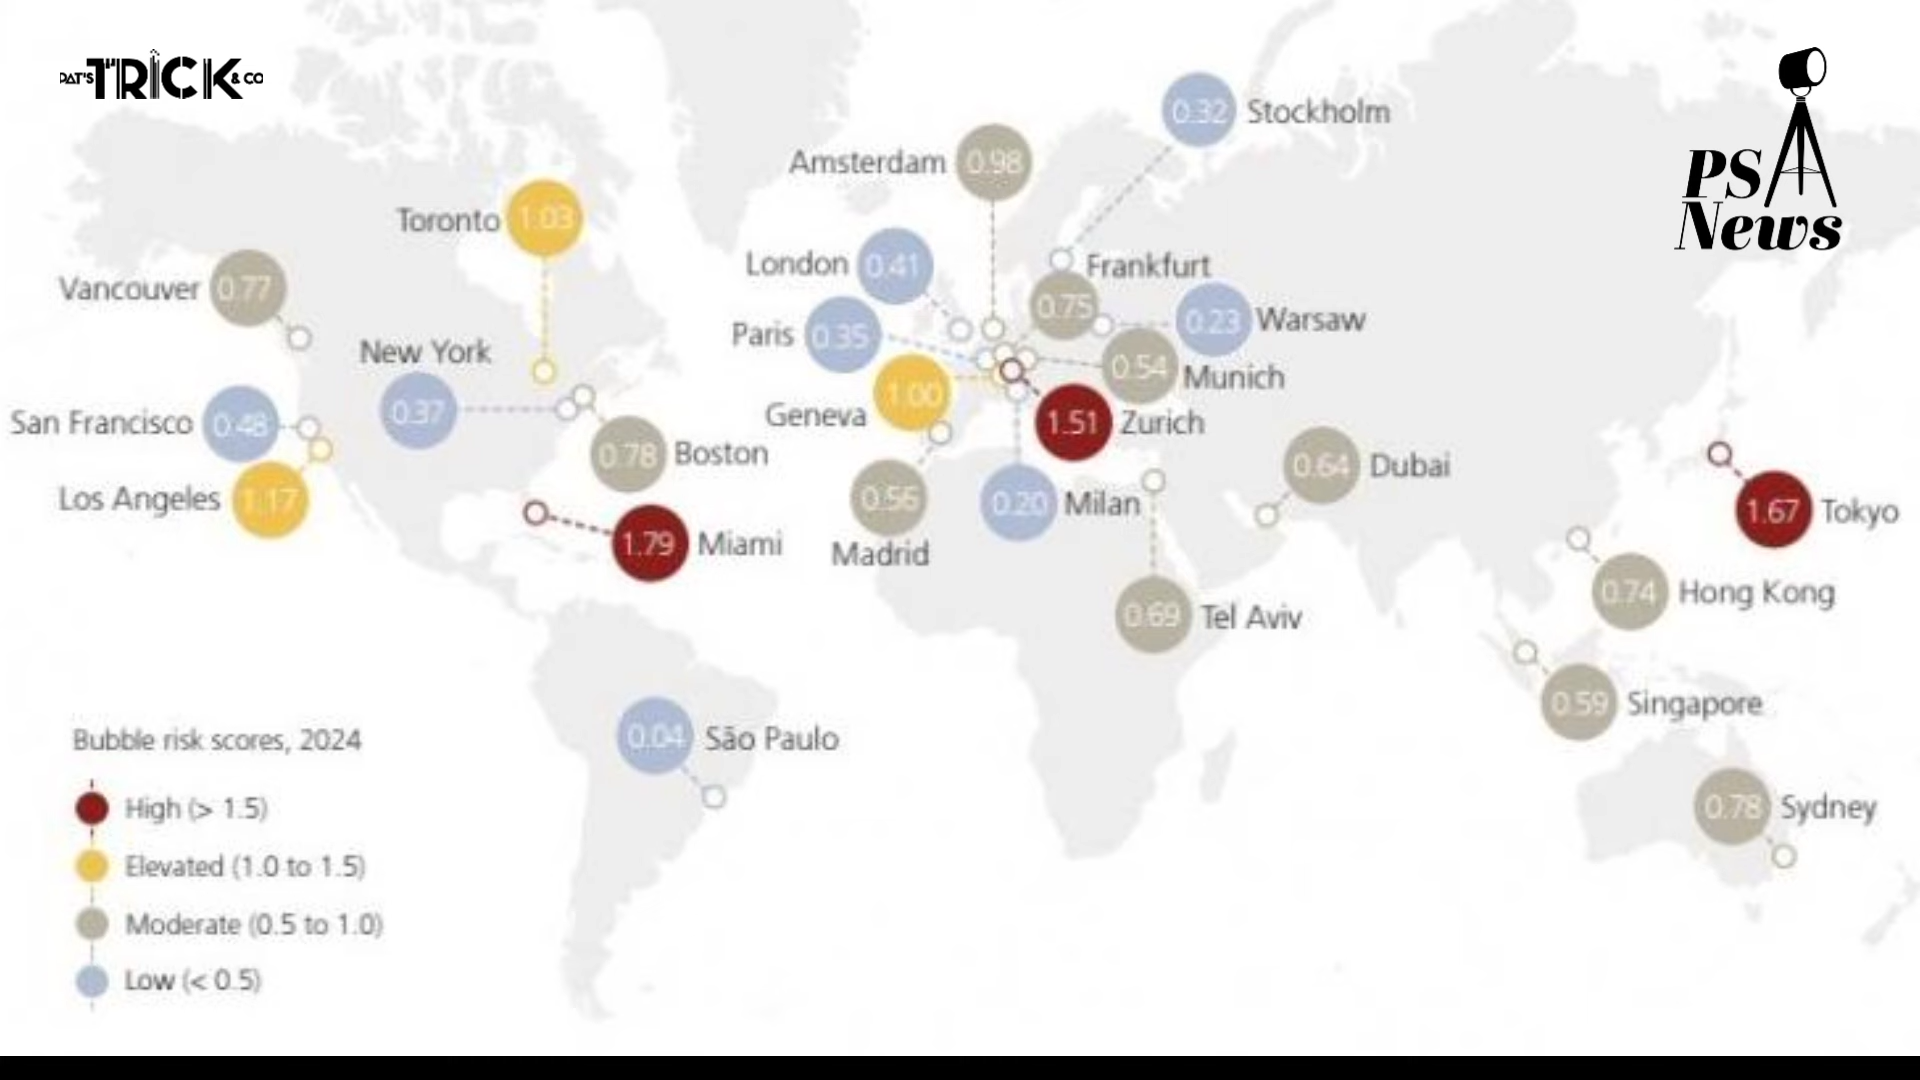 PAT'S TRICK & CO
PSA
News
0.32 Stockholm
Amsterdam 0.98
Toronto 1.03
London 0.41
Frankfurt
0.75
Vancouver 0.77
Paris 0.35
0.23 Warsaw
New York
0.37
0.54 Munich
1.00
Geneva
San Francisco 0.48
1.51 Zurich
0.78 Boston
0.64 Dubai
Los Angeles 1.17
0.56
Madrid
0.20 Milan
1.67 Tokyo
1.79 Miami
0.74 Hong Kong
0.69 Tel Aviv
0.59 Singapore
0.04 São Paulo
0.78 Sydney
Bubble risk scores, 2024
High (> 1.5)
Elevated (1.0 to 1.5)
Moderate (0.5 to 1.0)
Low (< 0.5)